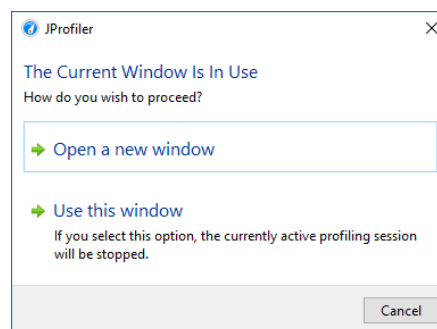 JProfiler
The Current Window Is In Use
How do you wish to proceed?
Open a new window
Use this window
If you select this option, the currently active profiling session
will be stopped.
Cancel